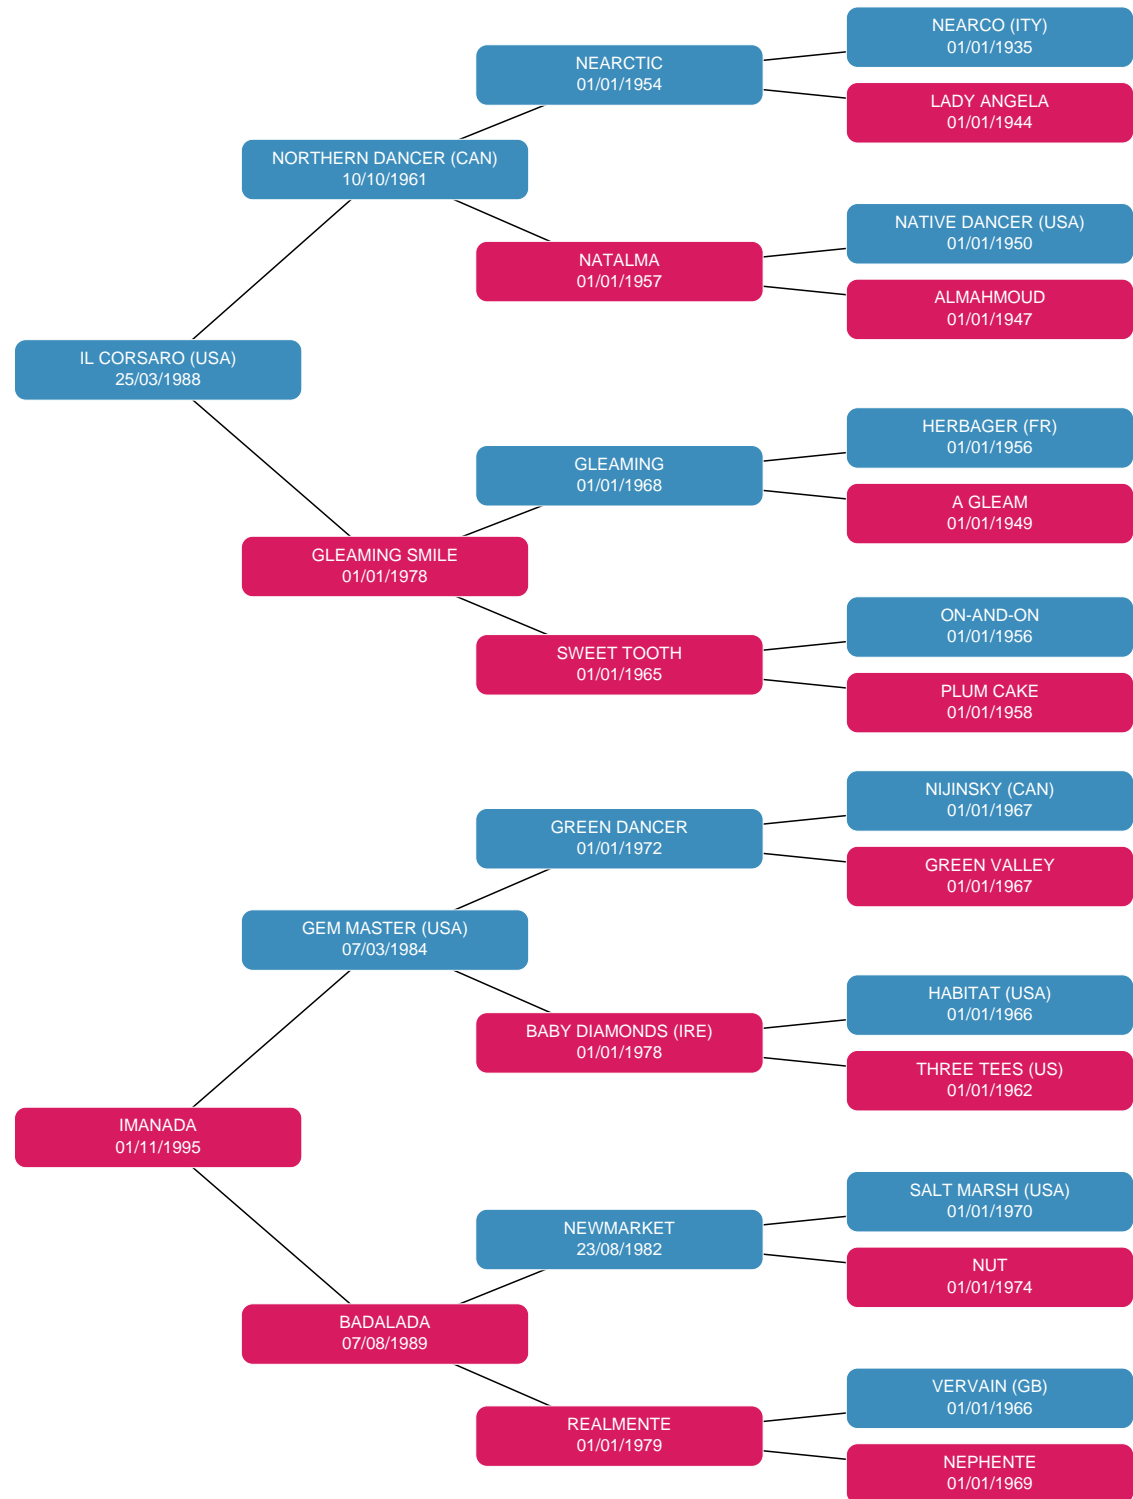 NEARCO (ITY)
01/01/1935
NEARCTIC
01/01/1954
LADY ANGELA
01/01/1944
NORTHERN DANCER (CAN)
10/10/1961
NATIVE DANCER (USA)
01/01/1950
NATALMA
01/01/1957
ALMAHMOUD
01/01/1947
IL CORSARO (USA)
25/03/1988
HERBAGER (FR)
01/01/1956
GLEAMING
01/01/1968
A GLEAM
01/01/1949
GLEAMING SMILE
01/01/1978
ON-AND-ON
01/01/1956
SWEET TOOTH
01/01/1965
PLUM CAKE
01/01/1958
NIJINSKY (CAN)
01/01/1967
GREEN DANCER
01/01/1972
GREEN VALLEY
01/01/1967
GEM MASTER (USA)
07/03/1984
HABITAT (USA)
01/01/1966
BABY DIAMONDS (IRE)
01/01/1978
THREE TEES (US)
01/01/1962
IMANADA
01/11/1995
SALT MARSH (USA)
01/01/1970
NEWMARKET
23/08/1982
NUT
01/01/1974
BADALADA
07/08/1989
VERVAIN (GB)
01/01/1966
REALMENTE
01/01/1979
NEPHENTE
01/01/1969